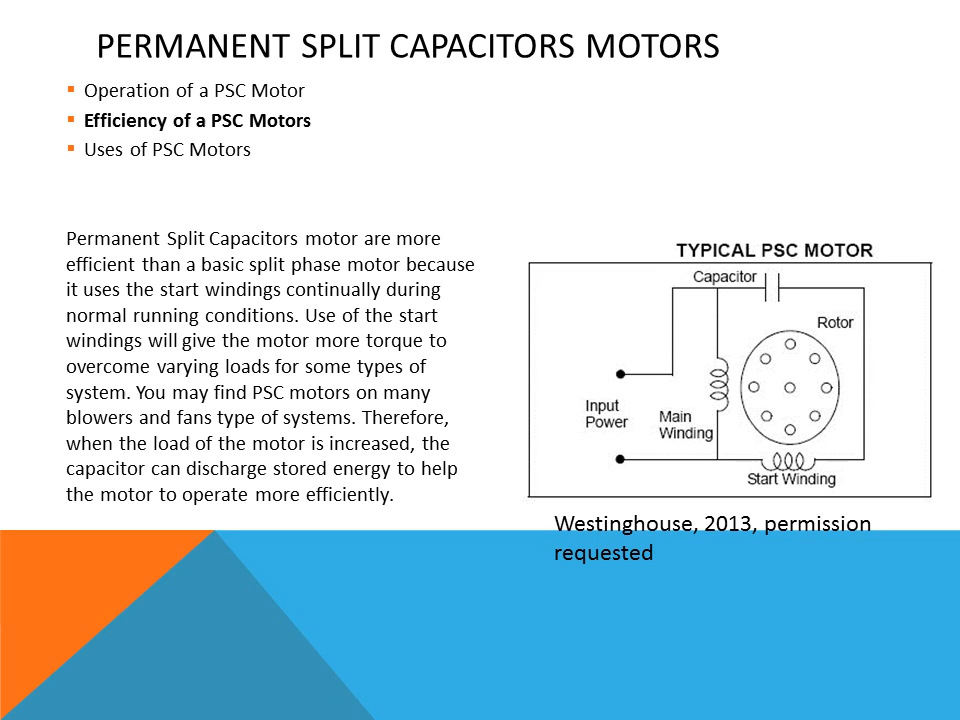 PERMANENT SPLIT CAPACITORS MOTORS
Operation of a PSC Motor
Efficiency of a PSC Motors
Uses of PSC Motors
Permanent Split Capacitors motor are more
efficient than a basic split phase motor because
it uses the start windings continually during
normal running conditions. Use of the start
windings will give the motor more torque to
overcome varying loads for some types of
system. You may find PSC motors on many
blowers and fans type of systems. Therefore,
when the load of the motor is increased, the
capacitor can discharge stored energy to help
the motor to operate more efficiently.
TYPICAL PSC MOTOR
Capacitor
Rotor
Input
Power
Main
Winding
Start Winding
Westinghouse, 2013, permission
requested